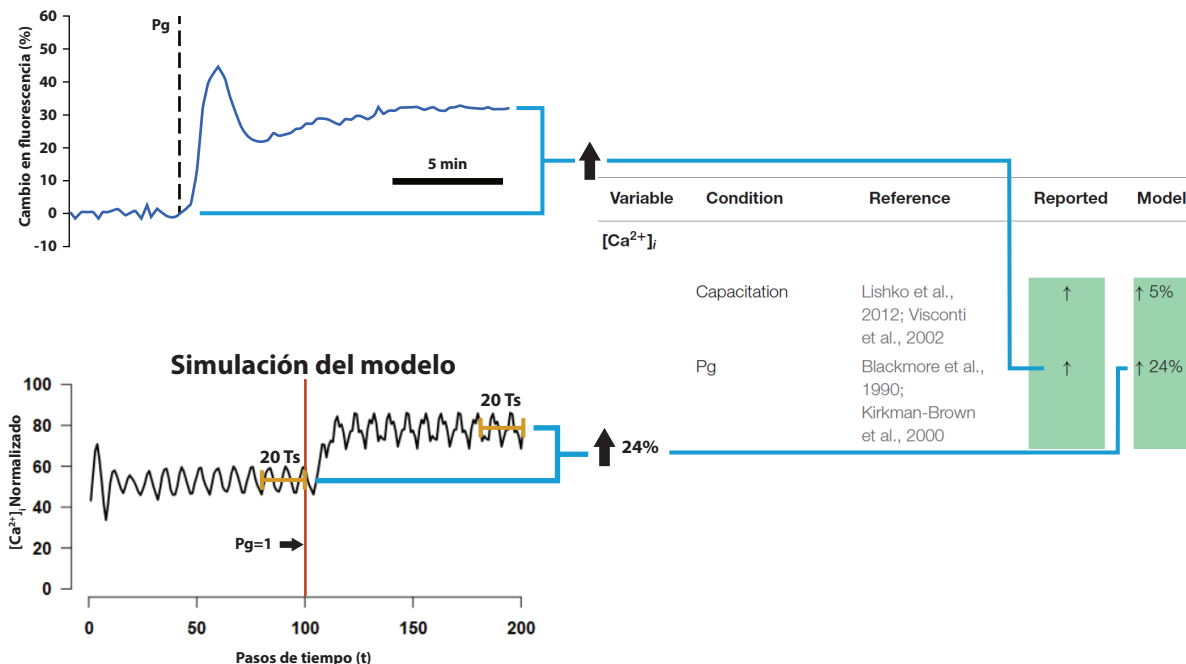 Cambio en fluorescencia (%)
60
50
40
30
20
10
0
-10
Pg
5 min
Variable Condition Reference Reported Model
[Ca²⁺]ᵢ
Capacitation Lishko et al., ↑ ↑ 5%
2012; Visconti
et al., 2002
Pg Blackmore et al., ↑ ↑ 24%
1990;
Kirkman-Brown
et al., 2000
Simulación del modelo
[Ca²⁺]ᵢ Normalizado
100
80
60
40
20
0
20 Ts
20 Ts
Pg=1
24%
0 50 100 150 200
Pasos de tiempo (t)